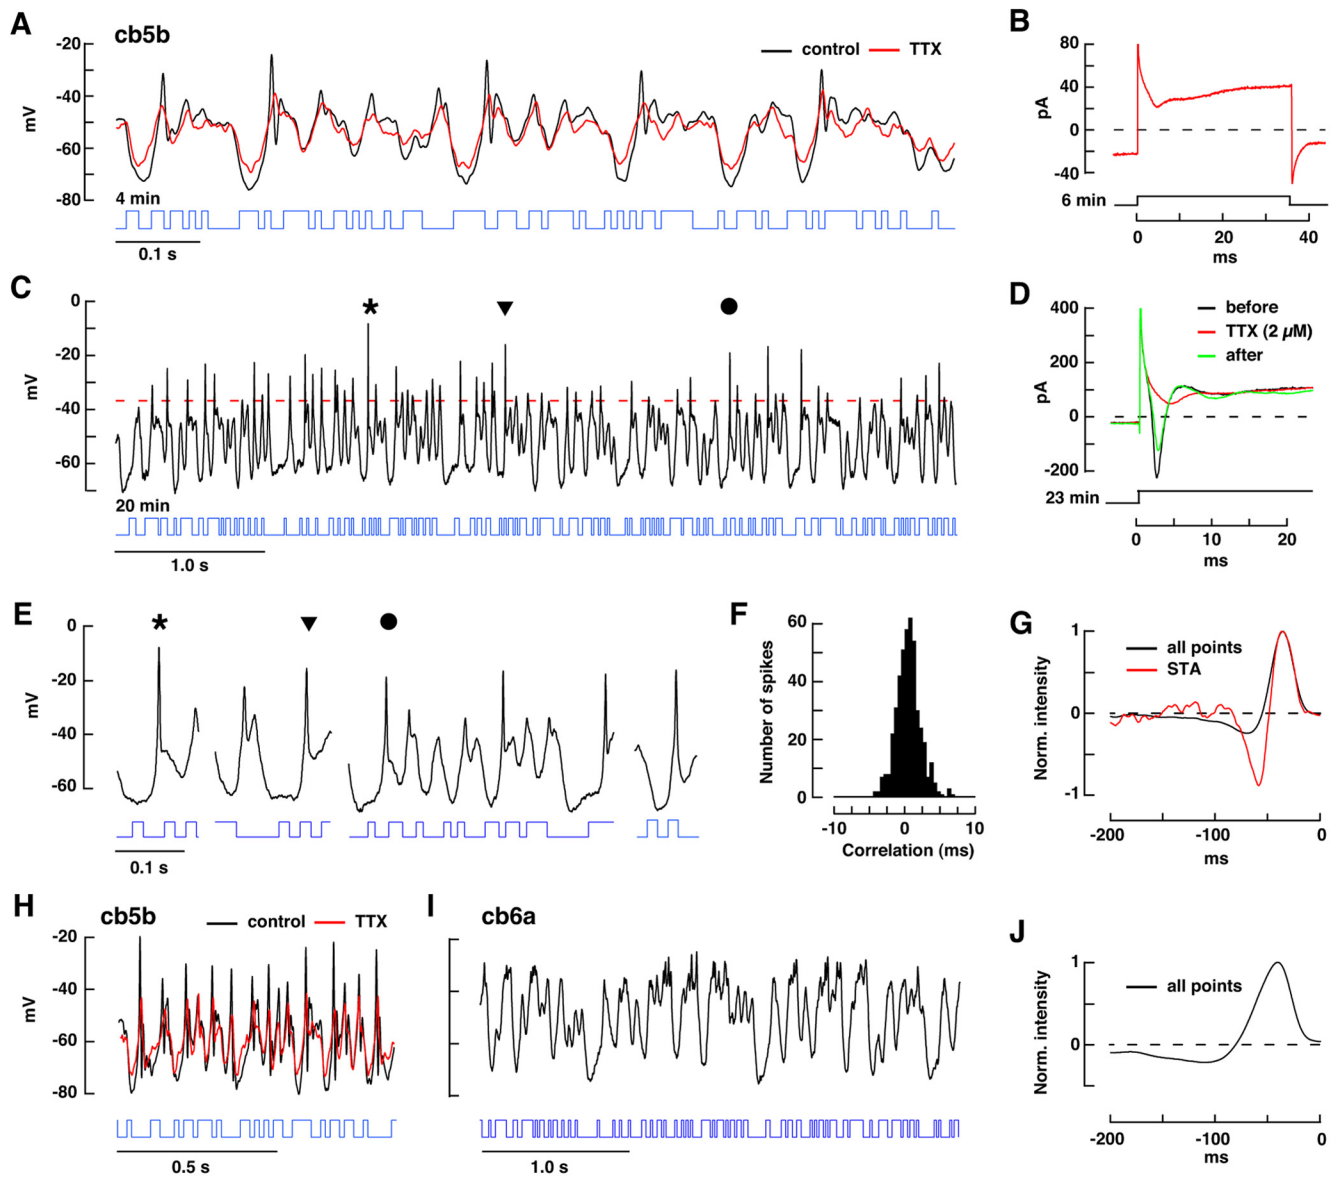 A
cb5b
control TTX
-20
-40
-60
-80
mV
4 min
0.1 s
B
80
40
0
-40
pA
6 min
0 20 40
ms
C
0
-20
-40
-60
mV
20 min
1.0 s
D
400
200
0
-200
pA
before
TTX (2 µM)
after
23 min
0 10 20
ms
E
0
-20
-40
-60
mV
0.1 s
F
60
40
20
0
Number of spikes
-10 0 10
Correlation (ms)
G
1
0
-1
Norm. intensity
all points
STA
-200 -100 0
ms
H
cb5b
control TTX
-20
-40
-60
-80
mV
0.5 s
I
cb6a
1.0 s
J
1
0
Norm. intensity
all points
-200 -100 0
ms